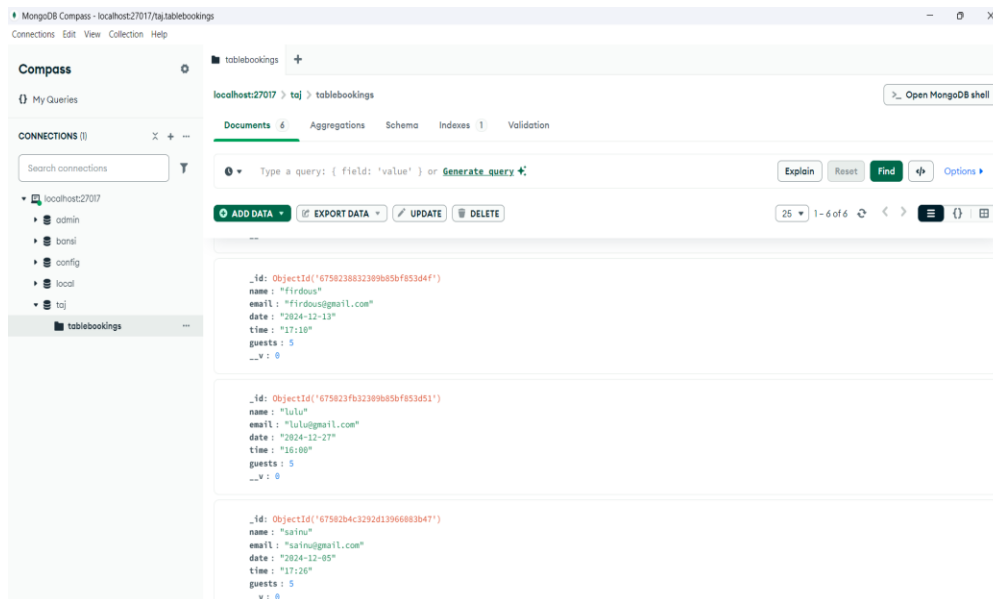 MongoDB Compass - localhost:27017/taj.tablebookings
Connections Edit View Collection Help
Compass
{} My Queries
CONNECTIONS (1)
Search connections
localhost:27017
admin
bansi
config
local
taj
tablebookings
tablebookings
localhost:27017 > taj > tablebookings
>_ Open MongoDB shell
Documents 6 Aggregations Schema Indexes 1 Validation
Type a query: { field: 'value' } or Generate query
Explain Reset Find </> Options
ADD DATA EXPORT DATA UPDATE DELETE
25 1–6 of 6 {}
_id: ObjectId('6750238832309b85bf853d4f')
name : "firdous"
email : "firdous@gmail.com"
date : "2024-12-13"
time : "17:10"
guests : 5
__v : 0
_id: ObjectId('675023fb32309b85bf853d51')
name : "lulu"
email : "lulu@gmail.com"
date : "2024-12-27"
time : "16:00"
guests : 5
__v : 0
_id: ObjectId('67502b4c3292d13966083b47')
name : "sainu"
email : "sainu@gmail.com"
date : "2024-12-05"
time : "17:26"
guests : 5
__v : 0